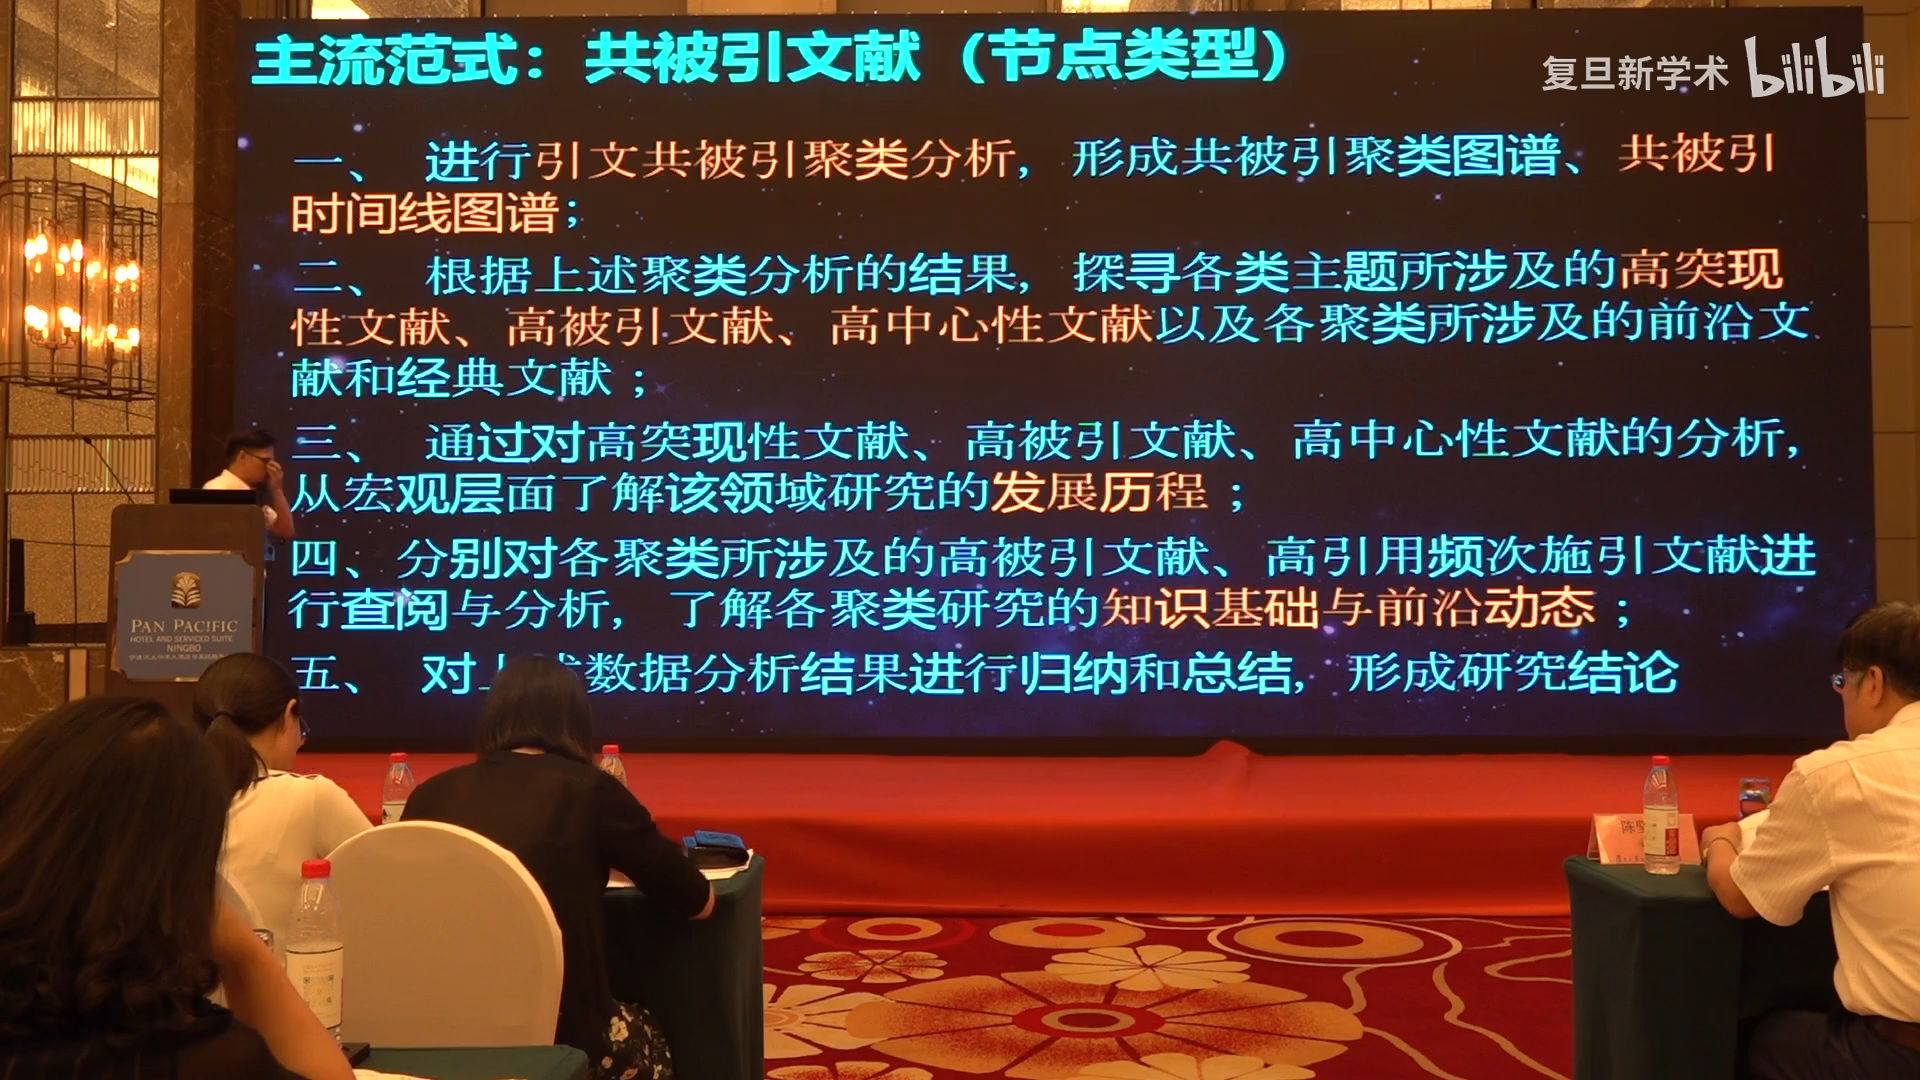 主流范式：共被引文献（节点类型）
复旦新学术 bilibili
一、 进行引文共被引聚类分析，形成共被引聚类图谱、共被引
时间线图谱；
二、 根据上述聚类分析的结果，探寻各类主题所涉及的高突现
性文献、高被引文献、高中心性文献以及各聚类所涉及的前沿文
献和经典文献；
三、 通过对高突现性文献、高被引文献、高中心性文献的分析，
从宏观层面了解该领域研究的发展历程；
四、分别对各聚类所涉及的高被引文献、高引用频次施引文献进
行查阅与分析，了解各聚类研究的知识基础与前沿动态；
五、 对上述数据分析结果进行归纳和总结，形成研究结论
PAN PACIFIC
HOTEL AND SERVICED SUITE
NINGBO
陈